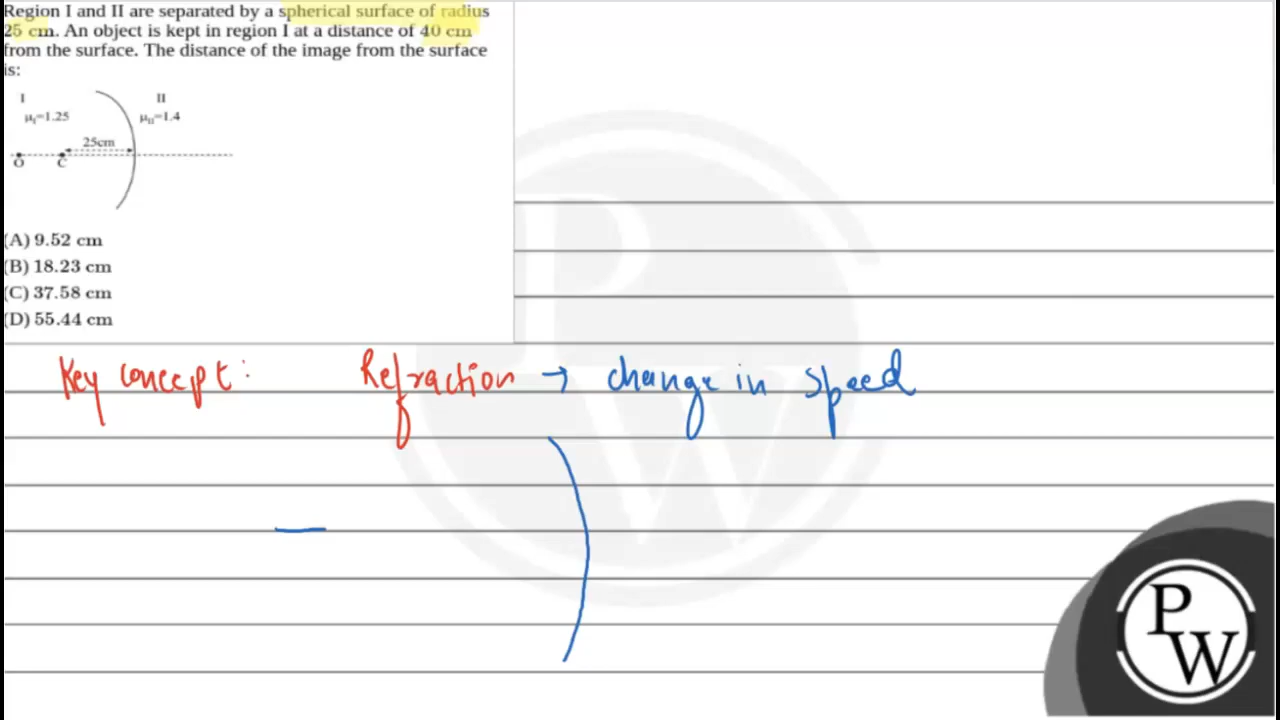 Region I and II are separated by a spherical surface of radius
25 cm. An object is kept in region I at a distance of 40 cm
from the surface. The distance of the image from the surface
is:
I II
μI=1.25 μII=1.4
25cm
O C
(A) 9.52 cm
(B) 18.23 cm
(C) 37.58 cm
(D) 55.44 cm
Key concept: Refraction → change in speed
PW
PW